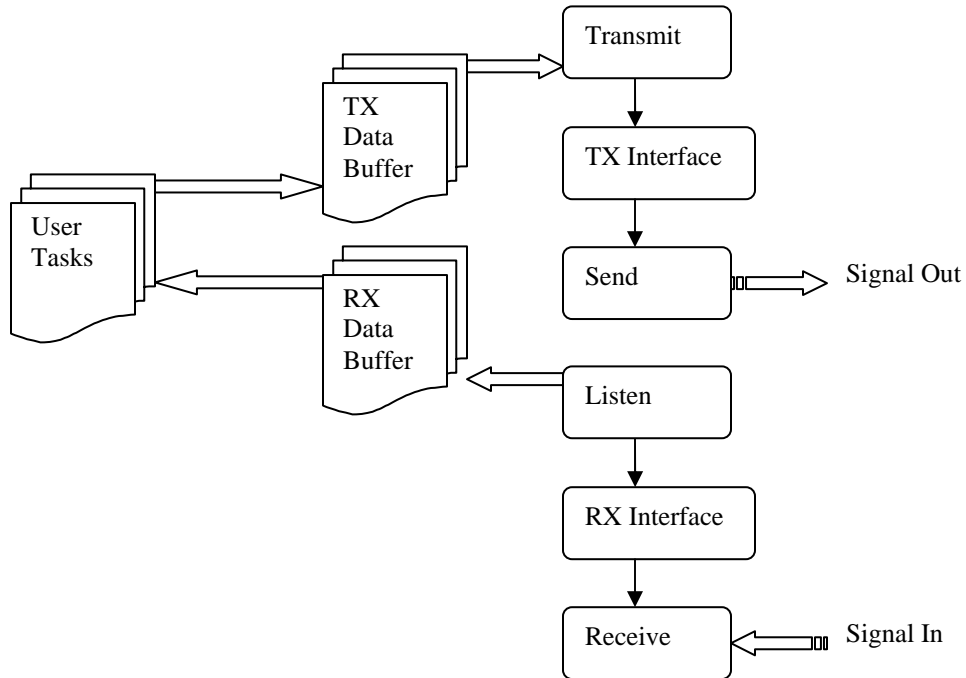 Transmit
TX
Data
Buffer
TX Interface
User
Tasks
Send
Signal Out
RX
Data
Buffer
Listen
RX Interface
Receive
Signal In